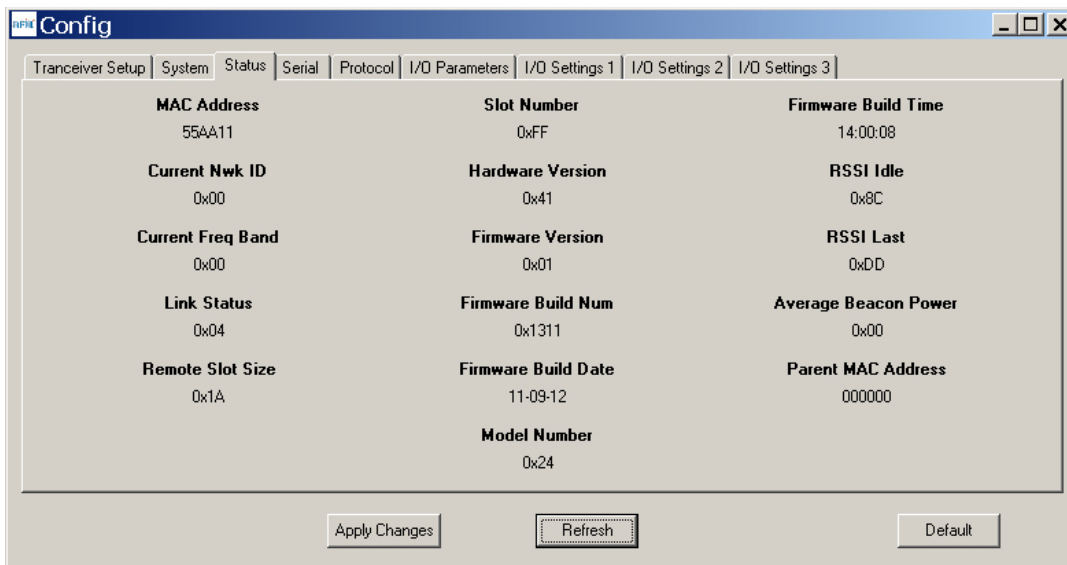 RFM Config
Tranceiver Setup System Status Serial Protocol I/O Parameters I/O Settings 1 I/O Settings 2 I/O Settings 3
MAC Address Slot Number Firmware Build Time
55AA11 0xFF 14:00:08
Current Nwk ID Hardware Version RSSI Idle
0x00 0x41 0x8C
Current Freq Band Firmware Version RSSI Last
0x00 0x01 0xDD
Link Status Firmware Build Num Average Beacon Power
0x04 0x1311 0x00
Remote Slot Size Firmware Build Date Parent MAC Address
0x1A 11-09-12 000000
Model Number
0x24
Apply Changes Refresh Default